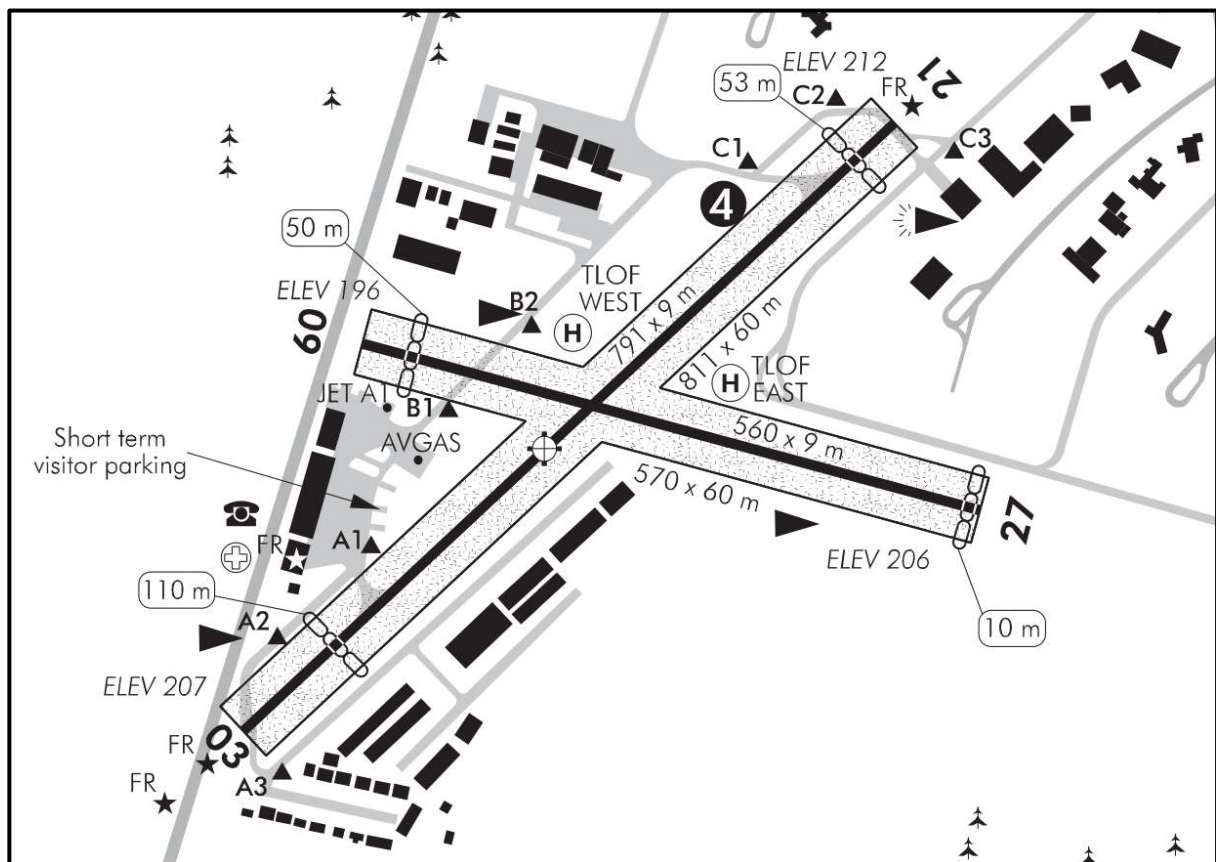 ELEV 212
21
53 m
C2
FR
C1
C3
4
50 m
TLOF
WEST
ELEV 196
B2
H
09
791 x 9 m
811 x 60 m
H
TLOF
EAST
JET A1
B1
AVGAS
560 x 9 m
Short term
visitor parking
570 x 60 m
27
FR
A1
ELEV 206
110 m
A2
10 m
ELEV 207
03
FR
FR
A3